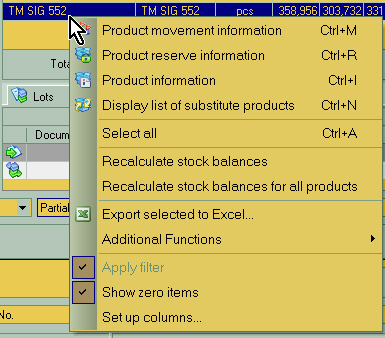 TM SIG 552 TM SIG 552 pcs 358,956 303,732 331
Product movement information Ctrl+M
Product reserve information Ctrl+R
Product information Ctrl+I
Display list of substitute products Ctrl+N
Select all Ctrl+A
Recalculate stock balances
Recalculate stock balances for all products
Export selected to Excel...
Additional Functions
Apply filter
Show zero items
Set up columns...
Tota
Lots
Docum
Partial
No.